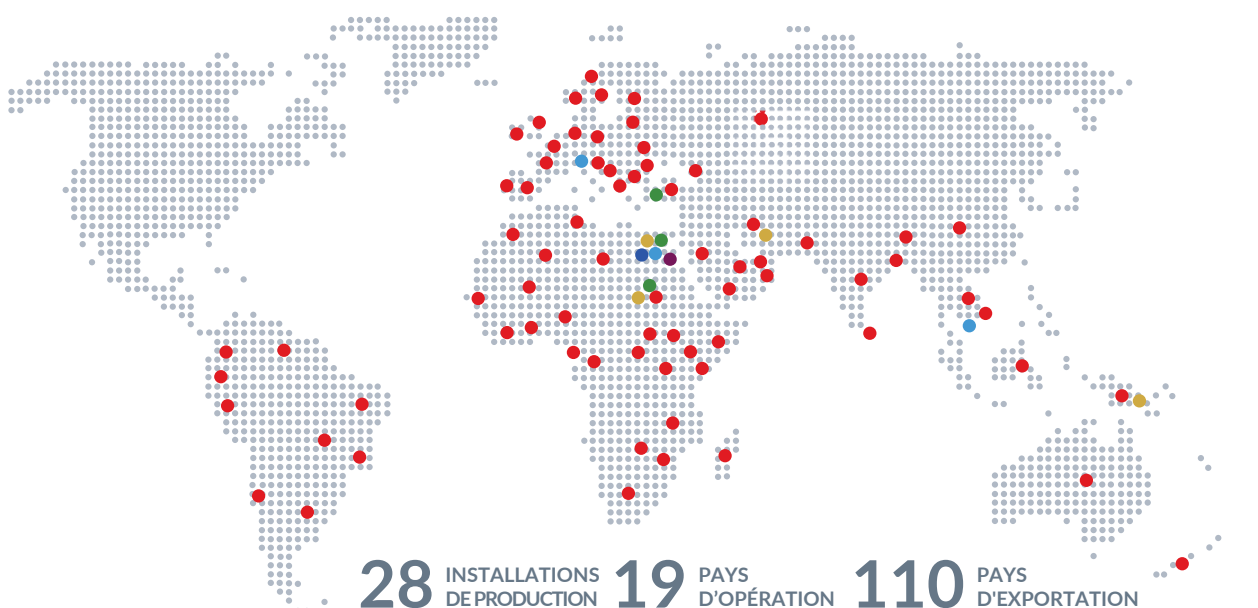 28 INSTALLATIONS DE PRODUCTION
19 PAYS D'OPÉRATION
110 PAYS D'EXPORTATION